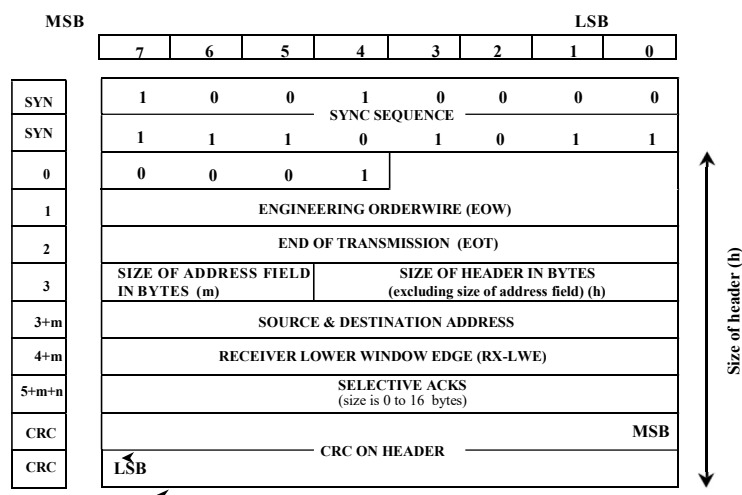 MSB LSB
7 6 5 4 3 2 1 0
SYN 1 0 0 1 0 0 0 0
SYNC SEQUENCE
SYN 1 1 1 0 1 0 1 1
0 0 0 0 1
1 ENGINEERING ORDERWIRE (EOW)
2 END OF TRANSMISSION (EOT)
SIZE OF ADDRESS FIELD SIZE OF HEADER IN BYTES
3 IN BYTES (m) (excluding size of address field) (h)
3+m SOURCE & DESTINATION ADDRESS
4+m RECEIVER LOWER WINDOW EDGE (RX-LWE)
5+m+n SELECTIVE ACKS
(size is 0 to 16 bytes)
CRC MSB
CRC ON HEADER
CRC LSB
Size of header (h)